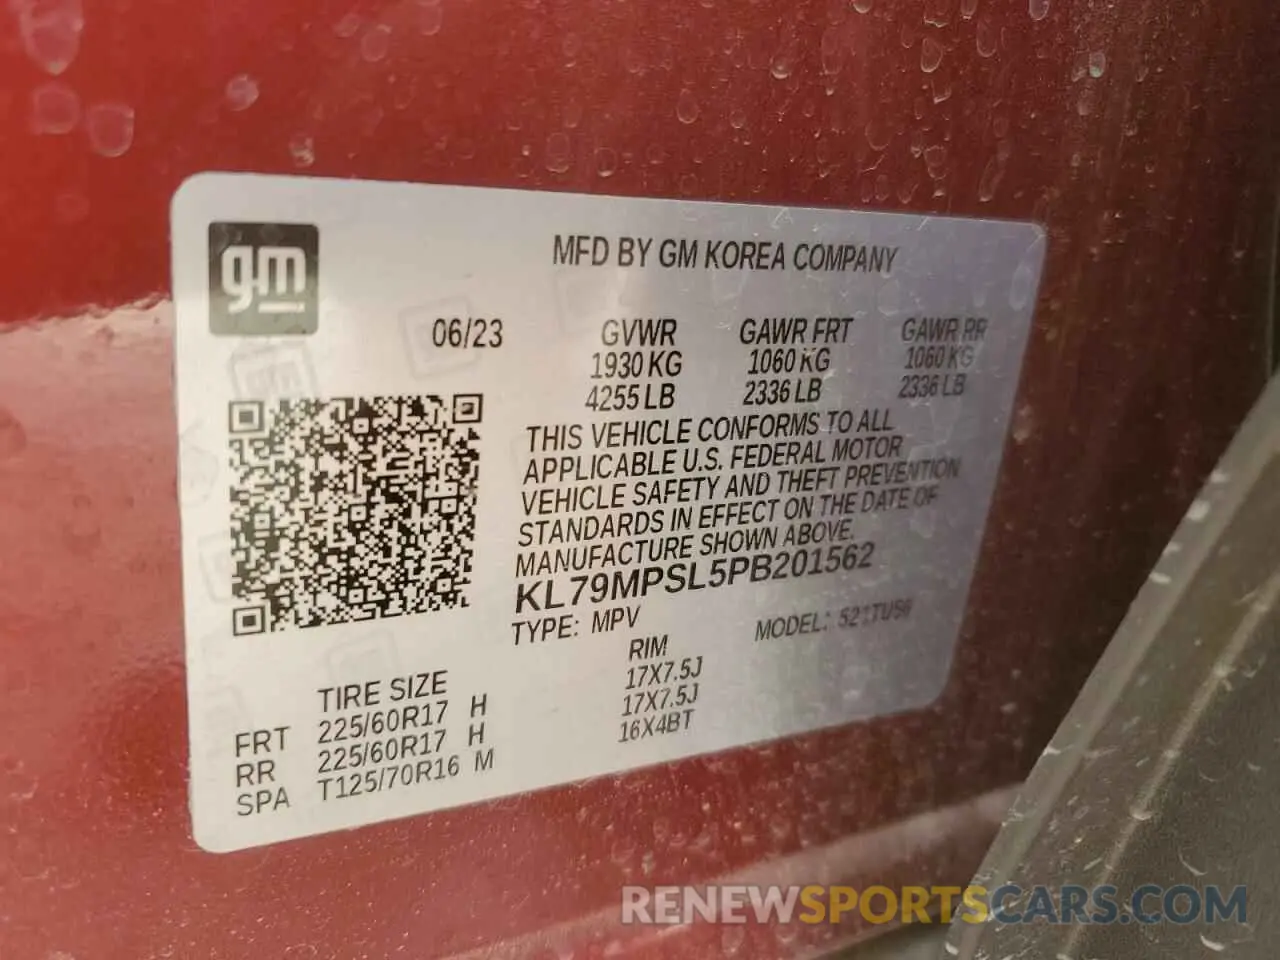 gm
MFD BY GM KOREA COMPANY
06/23 GVWR GAWR FRT GAWR RR
1930 KG 1060 KG 1060 KG
4255 LB 2336 LB 2336 LB
THIS VEHICLE CONFORMS TO ALL
APPLICABLE U.S. FEDERAL MOTOR
VEHICLE SAFETY AND THEFT PREVENTION
STANDARDS IN EFFECT ON THE DATE OF
MANUFACTURE SHOWN ABOVE.
KL79MPSL5PB201562
TYPE: MPV MODEL:
TIRE SIZE RIM
FRT 225/60R17 H 17X7.5J
RR 225/60R17 H 17X7.5J
SPA T125/70R16 M 16X4BT
RENEWSPORTSCARS.COM